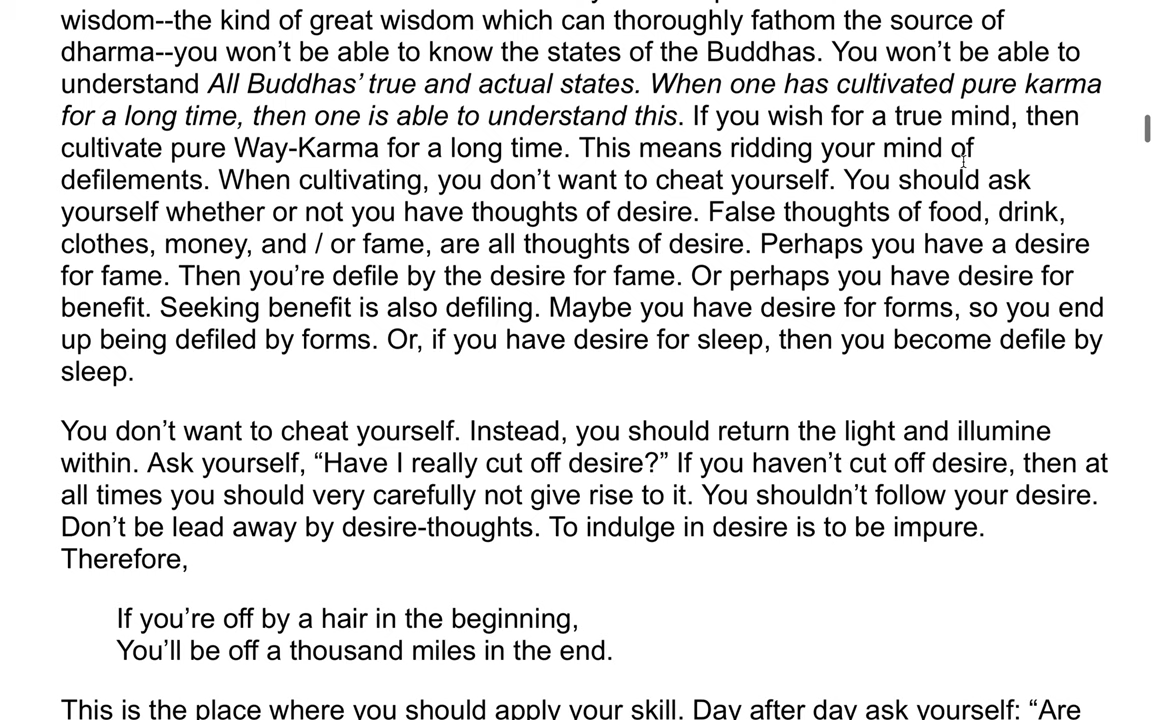 wisdom--the kind of great wisdom which can thoroughly fathom the source of
dharma--you won’t be able to know the states of the Buddhas. You won’t be able to
understand All Buddhas’ true and actual states. When one has cultivated pure karma
for a long time, then one is able to understand this. If you wish for a true mind, then
cultivate pure Way-Karma for a long time. This means ridding your mind of
defilements. When cultivating, you don’t want to cheat yourself. You should ask
yourself whether or not you have thoughts of desire. False thoughts of food, drink,
clothes, money, and / or fame, are all thoughts of desire. Perhaps you have a desire
for fame. Then you’re defile by the desire for fame. Or perhaps you have desire for
benefit. Seeking benefit is also defiling. Maybe you have desire for forms, so you end
up being defiled by forms. Or, if you have desire for sleep, then you become defile by
sleep.
You don’t want to cheat yourself. Instead, you should return the light and illumine
within. Ask yourself, “Have I really cut off desire?” If you haven’t cut off desire, then at
all times you should very carefully not give rise to it. You shouldn’t follow your desire.
Don’t be lead away by desire-thoughts. To indulge in desire is to be impure.
Therefore,
If you’re off by a hair in the beginning,
You’ll be off a thousand miles in the end.
This is the place where you should apply your skill. Day after day ask yourself: “Are